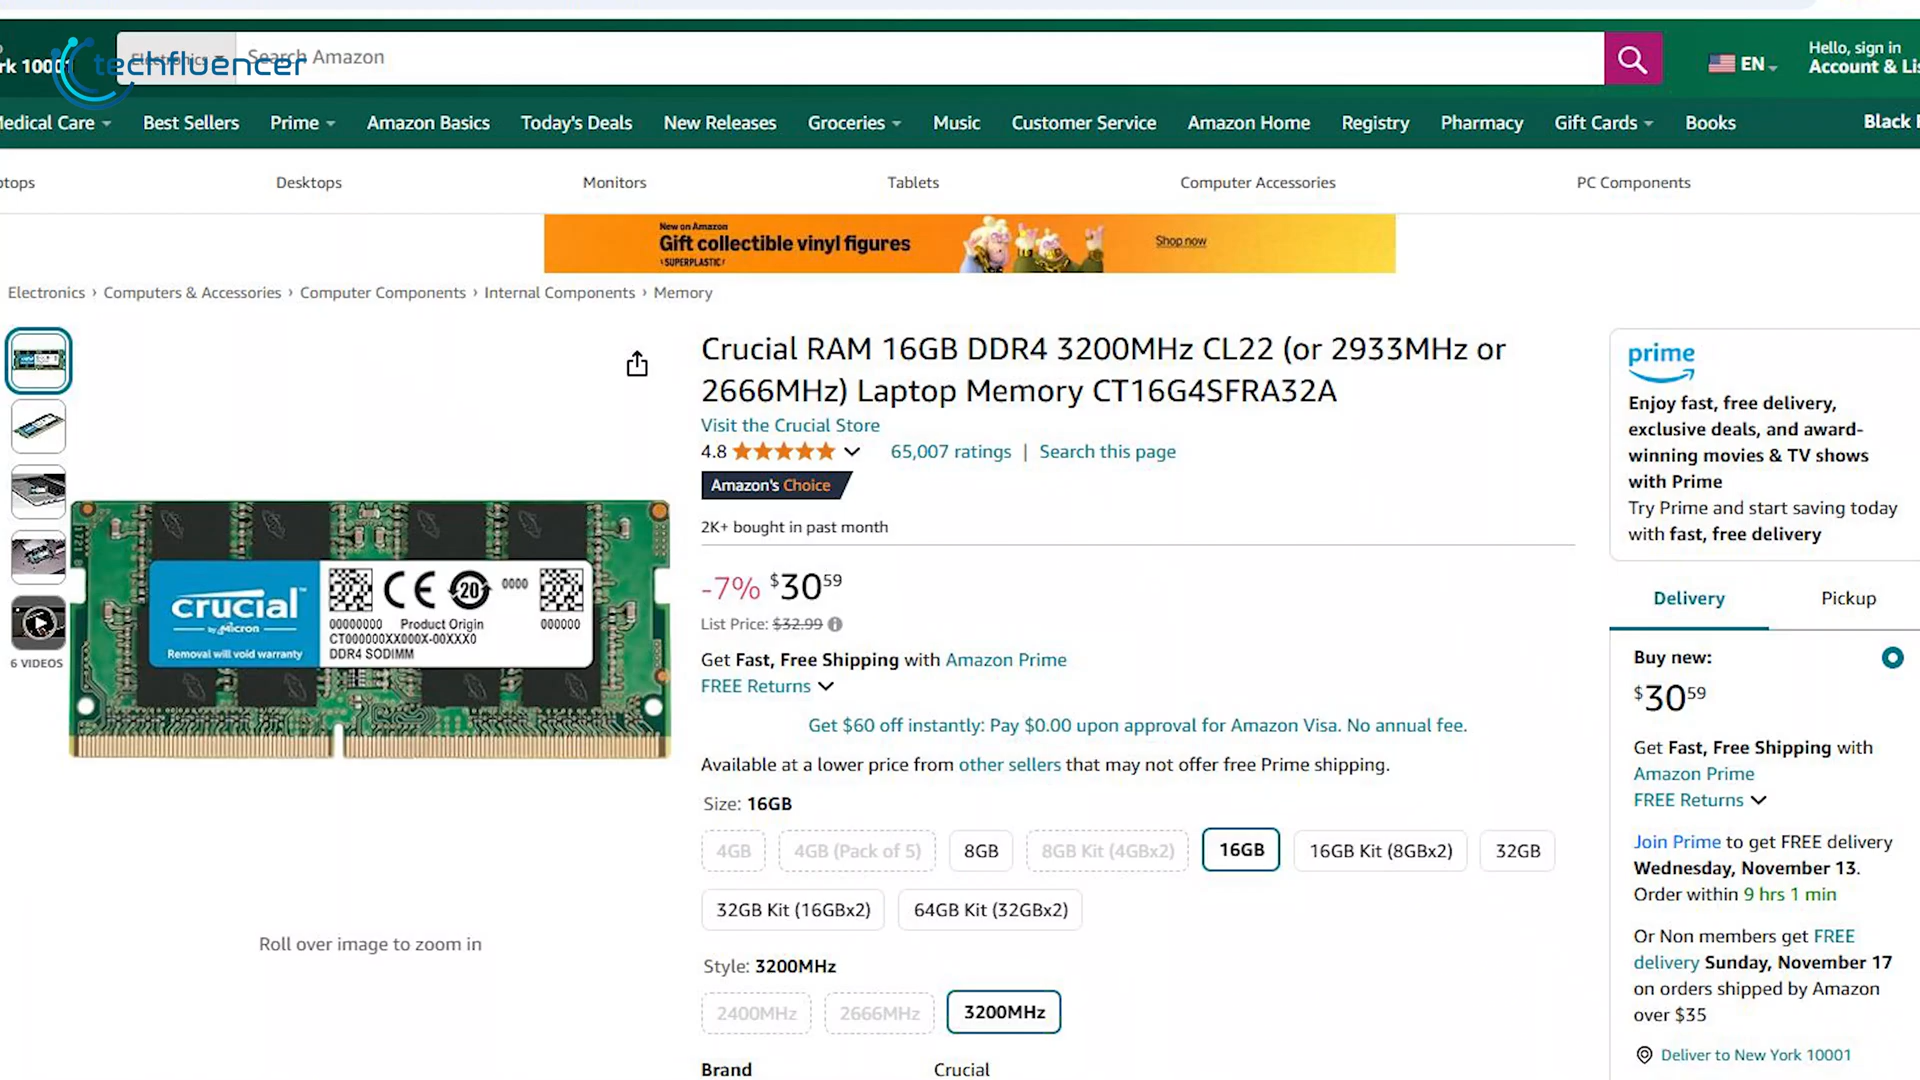 rk 10001
Electronics
Search Amazon
techfluencer
EN
Hello, sign in
Account & Lis
Medical Care
Best Sellers
Prime
Amazon Basics
Today's Deals
New Releases
Groceries
Music
Customer Service
Amazon Home
Registry
Pharmacy
Gift Cards
Books
Black F
ptops
Desktops
Monitors
Tablets
Computer Accessories
PC Components
New on Amazon
Gift collectible vinyl figures
SUPERPLASTIC
Shop now
Electronics › Computers & Accessories › Computer Components › Internal Components › Memory
6 VIDEOS
crucial™
by Micron
Removal will void warranty
CE
20
0000
00000000 Product Origin
000000
CT000000XX000X-00XXX0
DDR4 SODIMM
1721
Roll over image to zoom in
Crucial RAM 16GB DDR4 3200MHz CL22 (or 2933MHz or
2666MHz) Laptop Memory CT16G4SFRA32A
Visit the Crucial Store
4.8
65,007 ratings | Search this page
Amazon's Choice
2K+ bought in past month
-7% $30 59
List Price: $32.99
Get Fast, Free Shipping with Amazon Prime
FREE Returns
Get $60 off instantly: Pay $0.00 upon approval for Amazon Visa. No annual fee.
Available at a lower price from other sellers that may not offer free Prime shipping.
Size: 16GB
4GB
4GB (Pack of 5)
8GB
8GB Kit (4GBx2)
16GB
16GB Kit (8GBx2)
32GB
32GB Kit (16GBx2)
64GB Kit (32GBx2)
Style: 3200MHz
2400MHz
2666MHz
3200MHz
Brand Crucial
prime
Enjoy fast, free delivery,
exclusive deals, and award-
winning movies & TV shows
with Prime
Try Prime and start saving today
with fast, free delivery
Delivery
Pickup
Buy new:
$30 59
Get Fast, Free Shipping with
Amazon Prime
FREE Returns
Join Prime to get FREE delivery
Wednesday, November 13.
Order within 9 hrs 1 min
Or Non members get FREE
delivery Sunday, November 17
on orders shipped by Amazon
over $35
Deliver to New York 10001